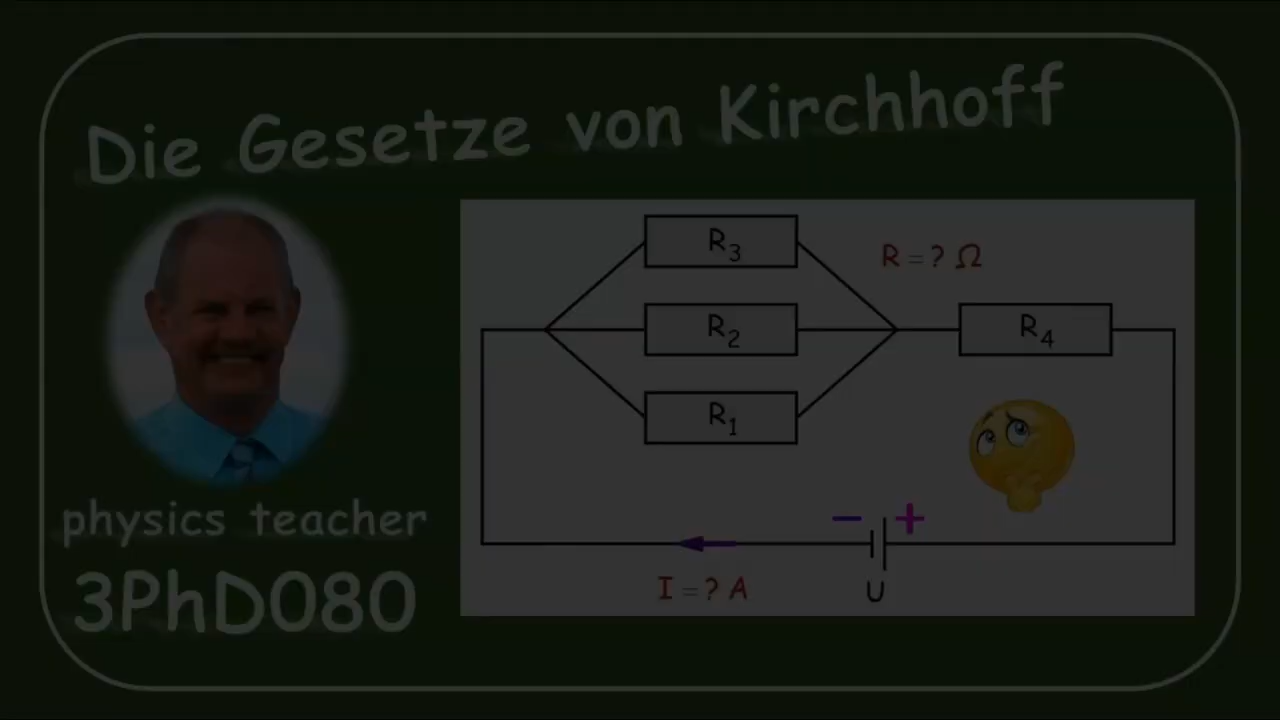 Die Gesetze von Kirchhoff
physics teacher
3PhD080
R3
R = ? Ω
R2
R4
R1
− +
I = ? A
U